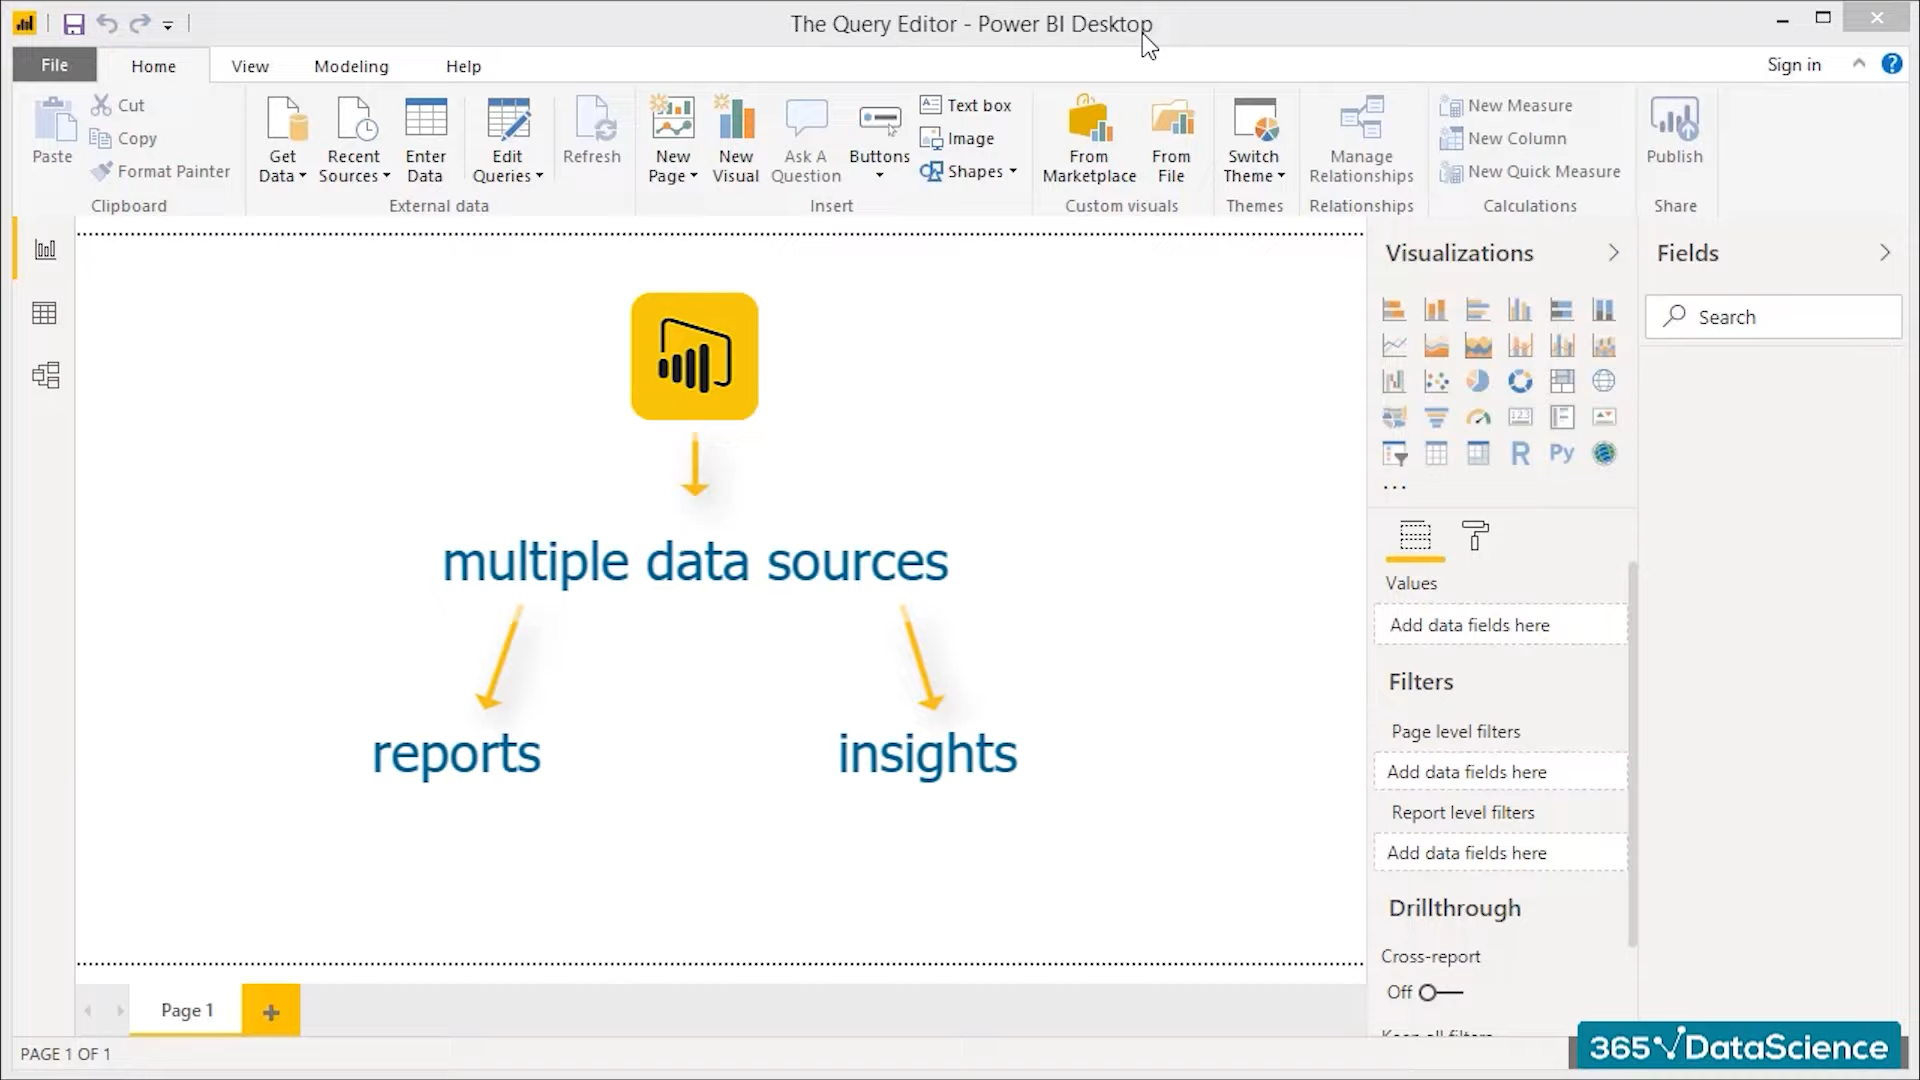 The Query Editor - Power BI Desktop
File
Home
View
Modeling
Help
Sign in
?
Paste
Cut
Copy
Format Painter
Clipboard
Get
Data
Recent
Sources
Enter
Data
Edit
Queries
Refresh
External data
New
Page
New
Visual
Ask A
Question
Buttons
Text box
Image
Shapes
Insert
From
Marketplace
From
File
Custom visuals
Switch
Theme
Themes
Manage
Relationships
Relationships
New Measure
New Column
New Quick Measure
Calculations
Publish
Share
multiple data sources
reports
insights
Visualizations
123
R
Py
...
Values
Add data fields here
Filters
Page level filters
Add data fields here
Report level filters
Add data fields here
Drillthrough
Cross-report
Off
Keep all filters
Fields
Search
Page 1
+
PAGE 1 OF 1
365 DataScience